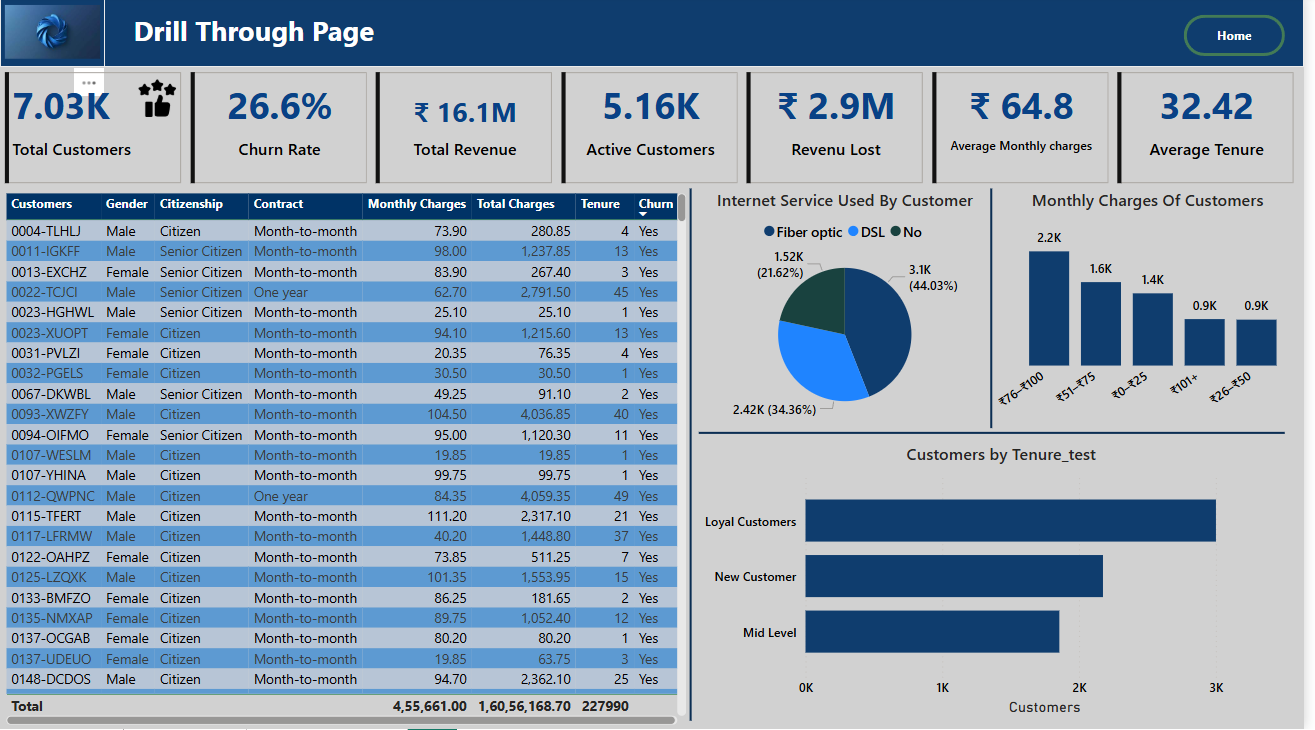 Drill Through Page
Home
7.03K
Total Customers
26.6%
Churn Rate
₹ 16.1M
Total Revenue
5.16K
Active Customers
₹ 2.9M
Revenu Lost
₹ 64.8
Average Monthly charges
32.42
Average Tenure
Customers Gender Citizenship Contract Monthly Charges Total Charges Tenure Churn
0004-TLHLJ Male Citizen Month-to-month 73.90 280.85 4 Yes
0011-IGKFF Male Senior Citizen Month-to-month 98.00 1,237.85 13 Yes
0013-EXCHZ Female Senior Citizen Month-to-month 83.90 267.40 3 Yes
0022-TCJCI Male Senior Citizen One year 62.70 2,791.50 45 Yes
0023-HGHWL Male Senior Citizen Month-to-month 25.10 25.10 1 Yes
0023-XUOPT Female Citizen Month-to-month 94.10 1,215.60 13 Yes
0031-PVLZI Female Citizen Month-to-month 20.35 76.35 4 Yes
0032-PGELS Female Citizen Month-to-month 30.50 30.50 1 Yes
0067-DKWBL Male Senior Citizen Month-to-month 49.25 91.10 2 Yes
0093-XWZFY Male Citizen Month-to-month 104.50 4,036.85 40 Yes
0094-OIFMO Female Senior Citizen Month-to-month 95.00 1,120.30 11 Yes
0107-WESLM Male Citizen Month-to-month 19.85 19.85 1 Yes
0107-YHINA Male Citizen Month-to-month 99.75 99.75 1 Yes
0112-QWPNC Male Citizen One year 84.35 4,059.35 49 Yes
0115-TFERT Male Citizen Month-to-month 111.20 2,317.10 21 Yes
0117-LFRMW Male Citizen Month-to-month 40.20 1,448.80 37 Yes
0122-OAHPZ Female Citizen Month-to-month 73.85 511.25 7 Yes
0125-LZQXK Male Citizen Month-to-month 101.35 1,553.95 15 Yes
0133-BMFZO Female Citizen Month-to-month 86.25 181.65 2 Yes
0135-NMXAP Female Citizen Month-to-month 89.75 1,052.40 12 Yes
0137-OCGAB Female Citizen Month-to-month 80.20 80.20 1 Yes
0137-UDEUO Female Citizen Month-to-month 19.85 63.75 3 Yes
0148-DCDOS Male Citizen Month-to-month 94.70 2,362.10 25 Yes
Total 4,55,661.00 1,60,56,168.70 227990
Internet Service Used By Customer
Fiber optic DSL No
1.52K
(21.62%)
3.1K
(44.03%)
2.42K (34.36%)
Monthly Charges Of Customers
2.2K
1.6K
1.4K
0.9K
0.9K
₹76–₹100
₹51–₹75
₹0–₹25
₹101+
₹26–₹50
Customers by Tenure_test
Loyal Customers
New Customer
Mid Level
0K 1K 2K 3K
Customers